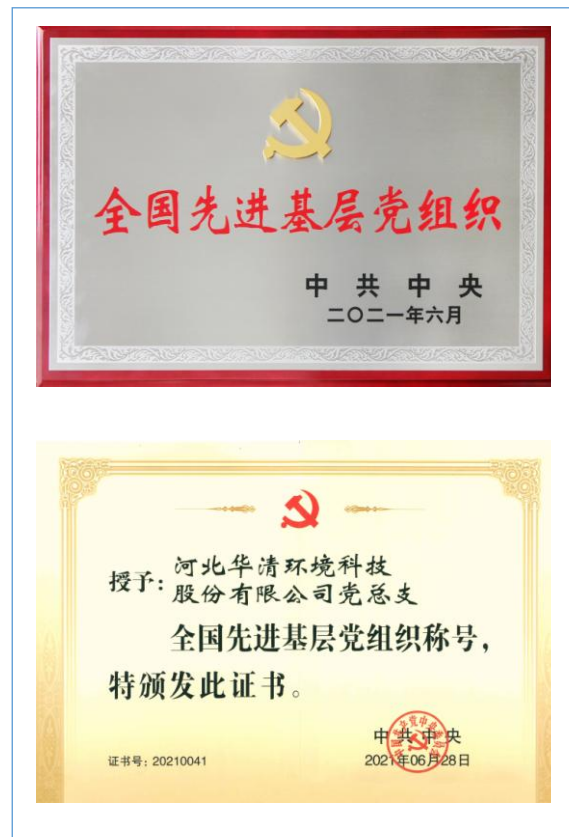 全国先进基层党组织
中共中央
二〇二一年六月
授予：河北华清环境科技
股份有限公司党总支
全国先进基层党组织称号，
特颁发此证书。
中共中央
证书号：20210041
2021年06月28日